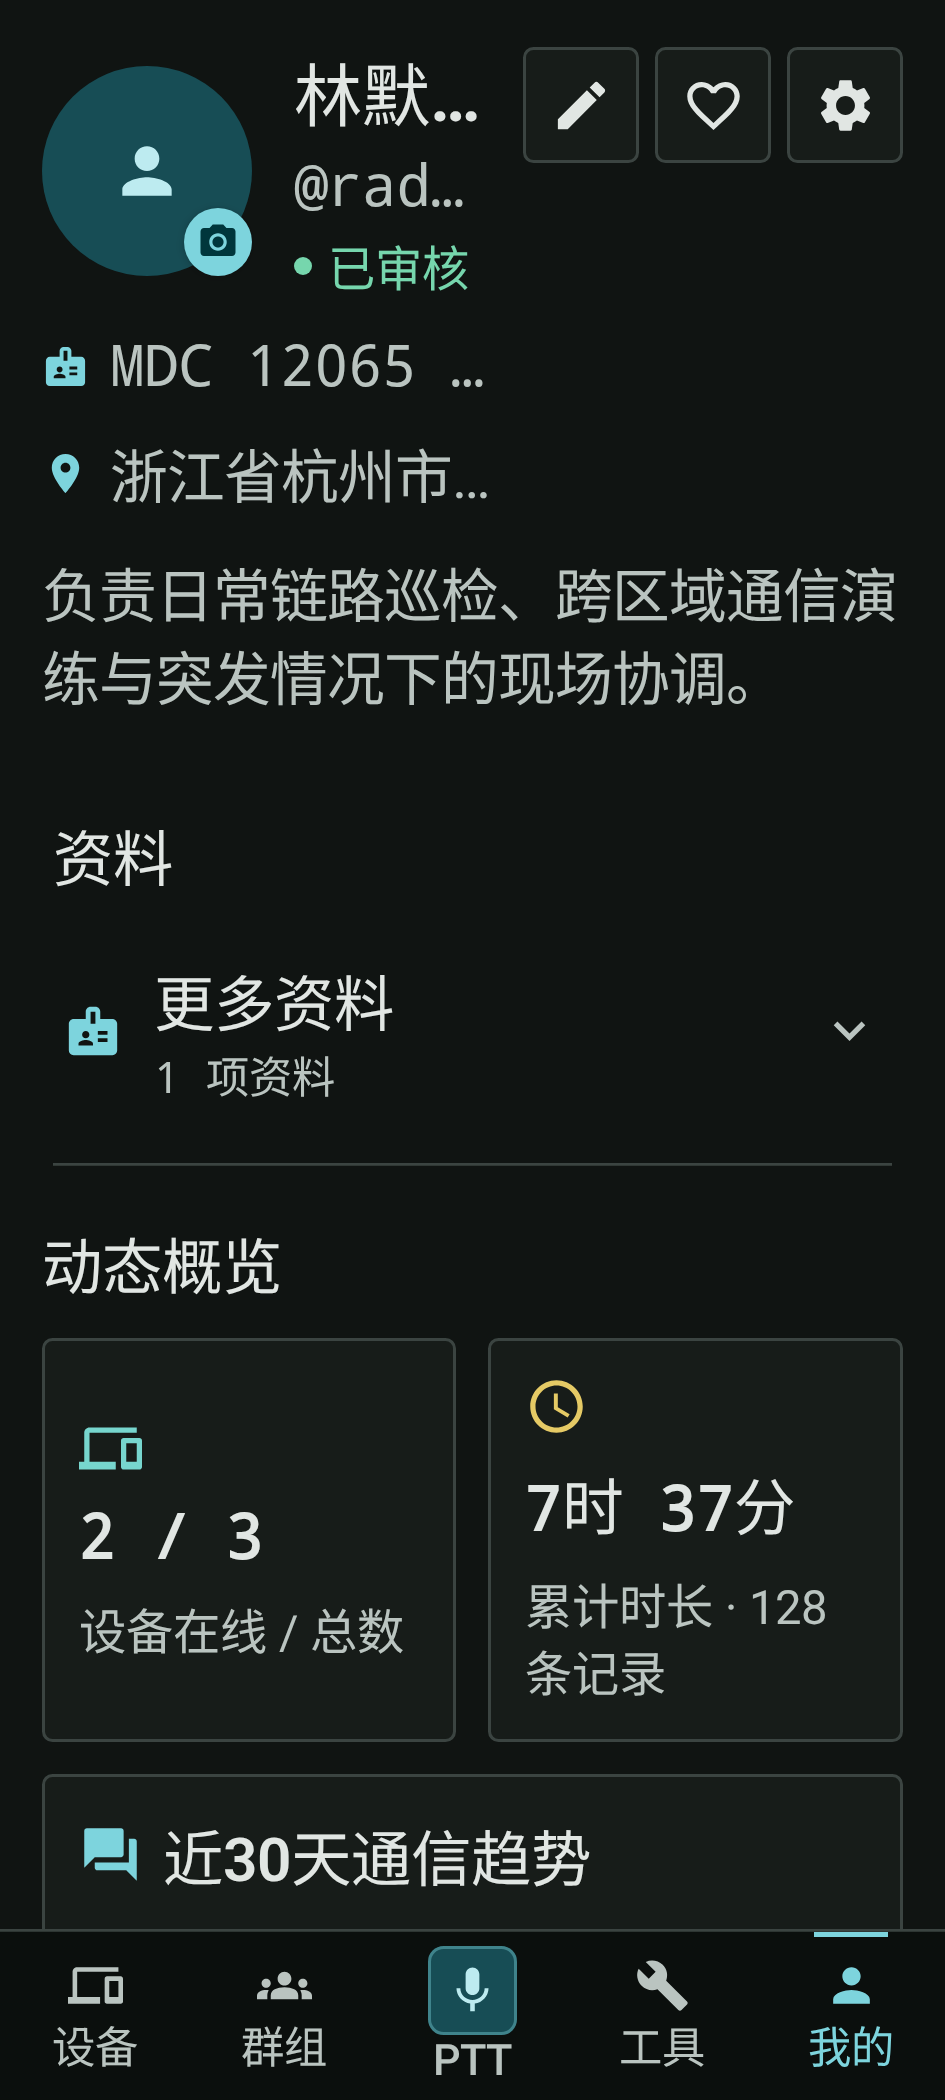 林默…
@rad…
已审核
MDC 12065 …
浙江省杭州市…
负责日常链路巡检、跨区域通信演
练与突发情况下的现场协调。
资料
更多资料
1 项资料
动态概览
2 / 3
设备在线 / 总数
7时 37分
累计时长 · 128
条记录
近30天通信趋势
设备
群组
PTT
工具
我的